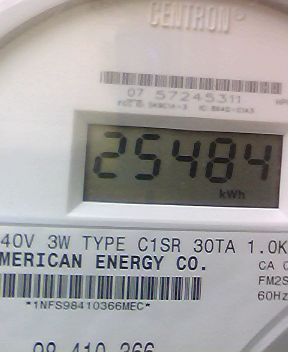 CENTRON®
07 57245311
25484
kWh
40V 3W TYPE C1SR 30TA 1.0K
MERICAN ENERGY CO.
CA 0
FM2S
60Hz
*1NFS98410366MEC*
98 410 366